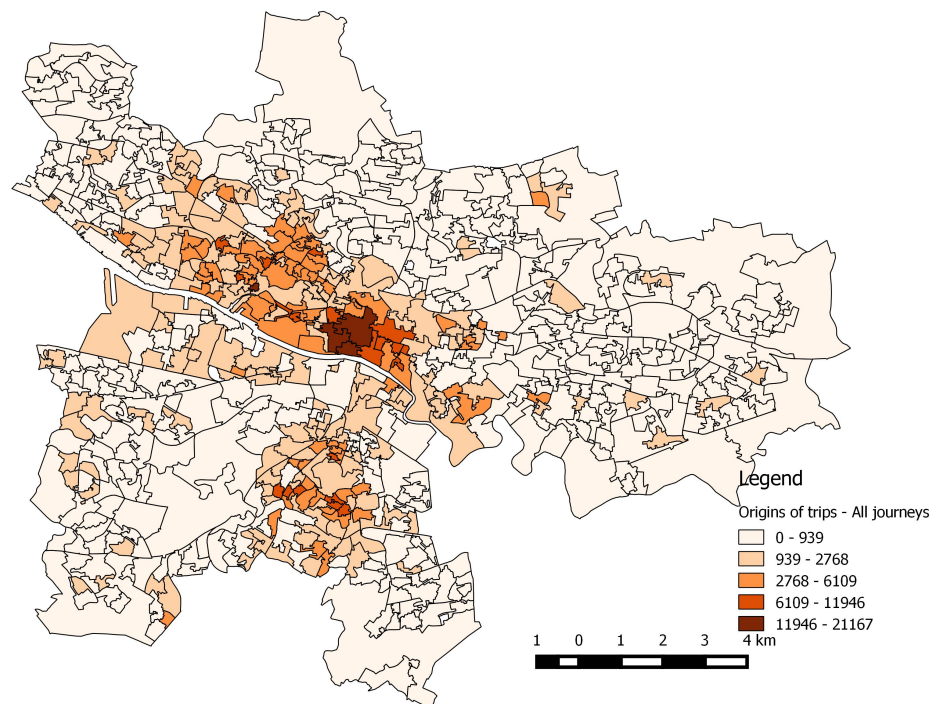 Legend
Origins of trips - All journeys
0 - 939
939 - 2768
2768 - 6109
6109 - 11946
11946 - 21167
1 0 1 2 3 4 km